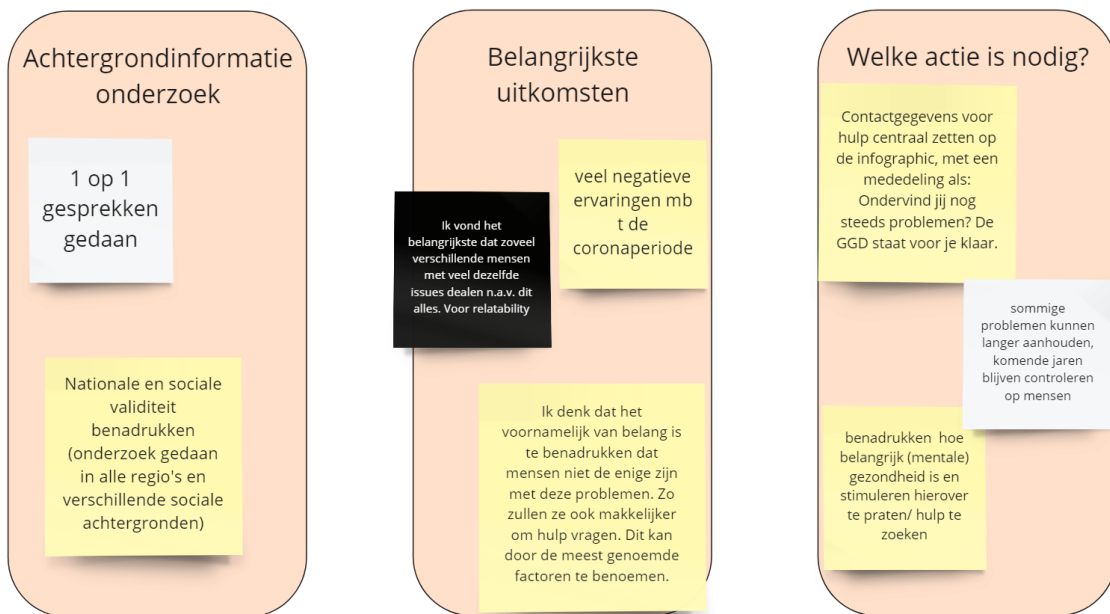 Achtergrondinformatie
onderzoek
1 op 1
gesprekken
gedaan
Nationale en sociale
validiteit
benadrukken
(onderzoek gedaan
in alle regio's en
verschillende sociale
achtergronden)
Belangrijkste
uitkomsten
veel negatieve
ervaringen mb
t de
coronaperiode
Ik vond het
belangrijkste dat zoveel
verschillende mensen
met veel dezelfde
issues dealen n.a.v. dit
alles. Voor relatability
Ik denk dat het
voornamelijk van belang is
te benadrukken dat
mensen niet de enige zijn
met deze problemen. Zo
zullen ze ook makkelijker
om hulp vragen. Dit kan
door de meest genoemde
factoren te benoemen.
Welke actie is nodig?
Contactgegevens voor
hulp centraal zetten op
de infographic, met een
mededeling als:
Ondervind jij nog
steeds problemen? De
GGD staat voor je klaar.
sommige
problemen kunnen
langer aanhouden,
komende jaren
blijven controleren
op mensen
benadrukken hoe
belangrijk (mentale)
gezondheid is en
stimuleren hierover
te praten/ hulp te
zoeken